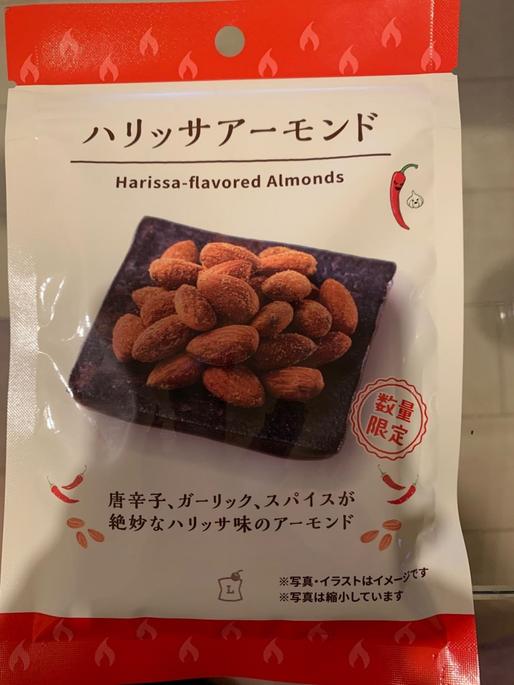 ハリッサアーモンド
Harissa-flavored Almonds
数量
限定
唐辛子、ガーリック、スパイスが
絶妙なハリッサ味のアーモンド
L
※写真・イラストはイメージです
※写真は縮小しています